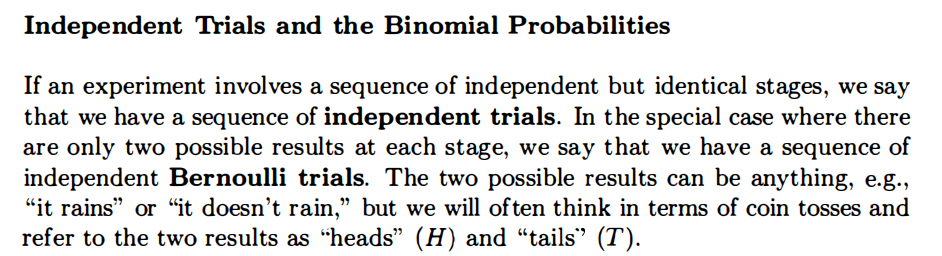 Independent Trials and the Binomial Probabilities
If an experiment involves a sequence of independent but identical stages, we say
that we have a sequence of independent trials. In the special case where there
are only two possible results at each stage, we say that we have a sequence of
independent Bernoulli trials. The two possible results can be anything, e.g.,
“it rains” or “it doesn’t rain,” but we will often think in terms of coin tosses and
refer to the two results as “heads” (H) and “tails” (T).